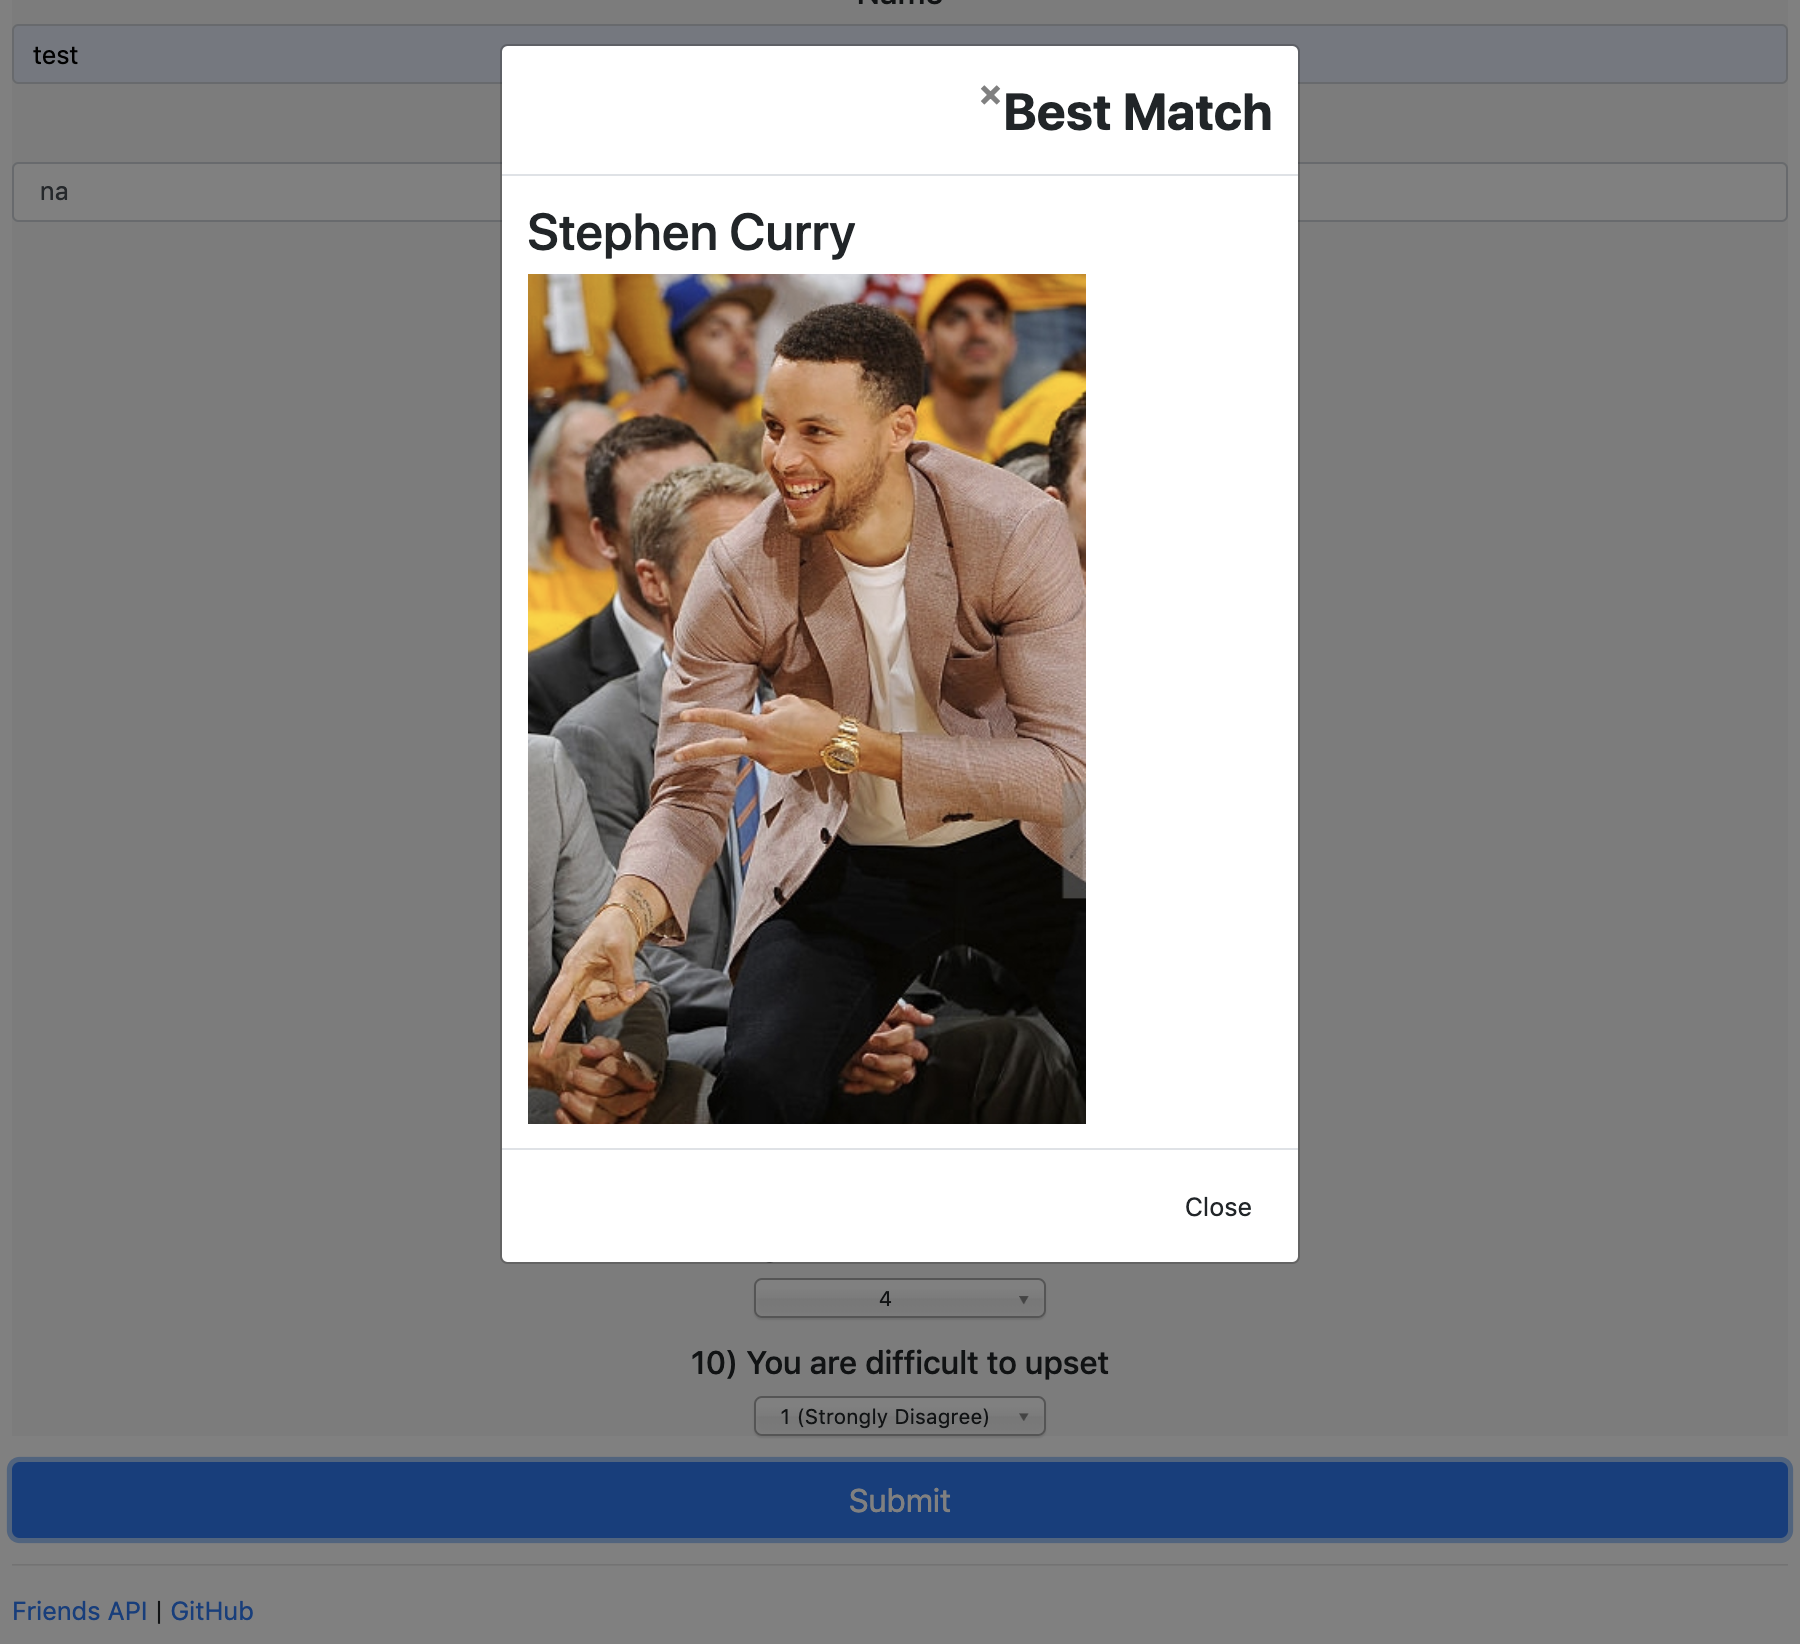 Name
test
×Best Match
na
Stephen Curry
Close
4
10) You are difficult to upset
1 (Strongly Disagree)
Submit
Friends API | GitHub